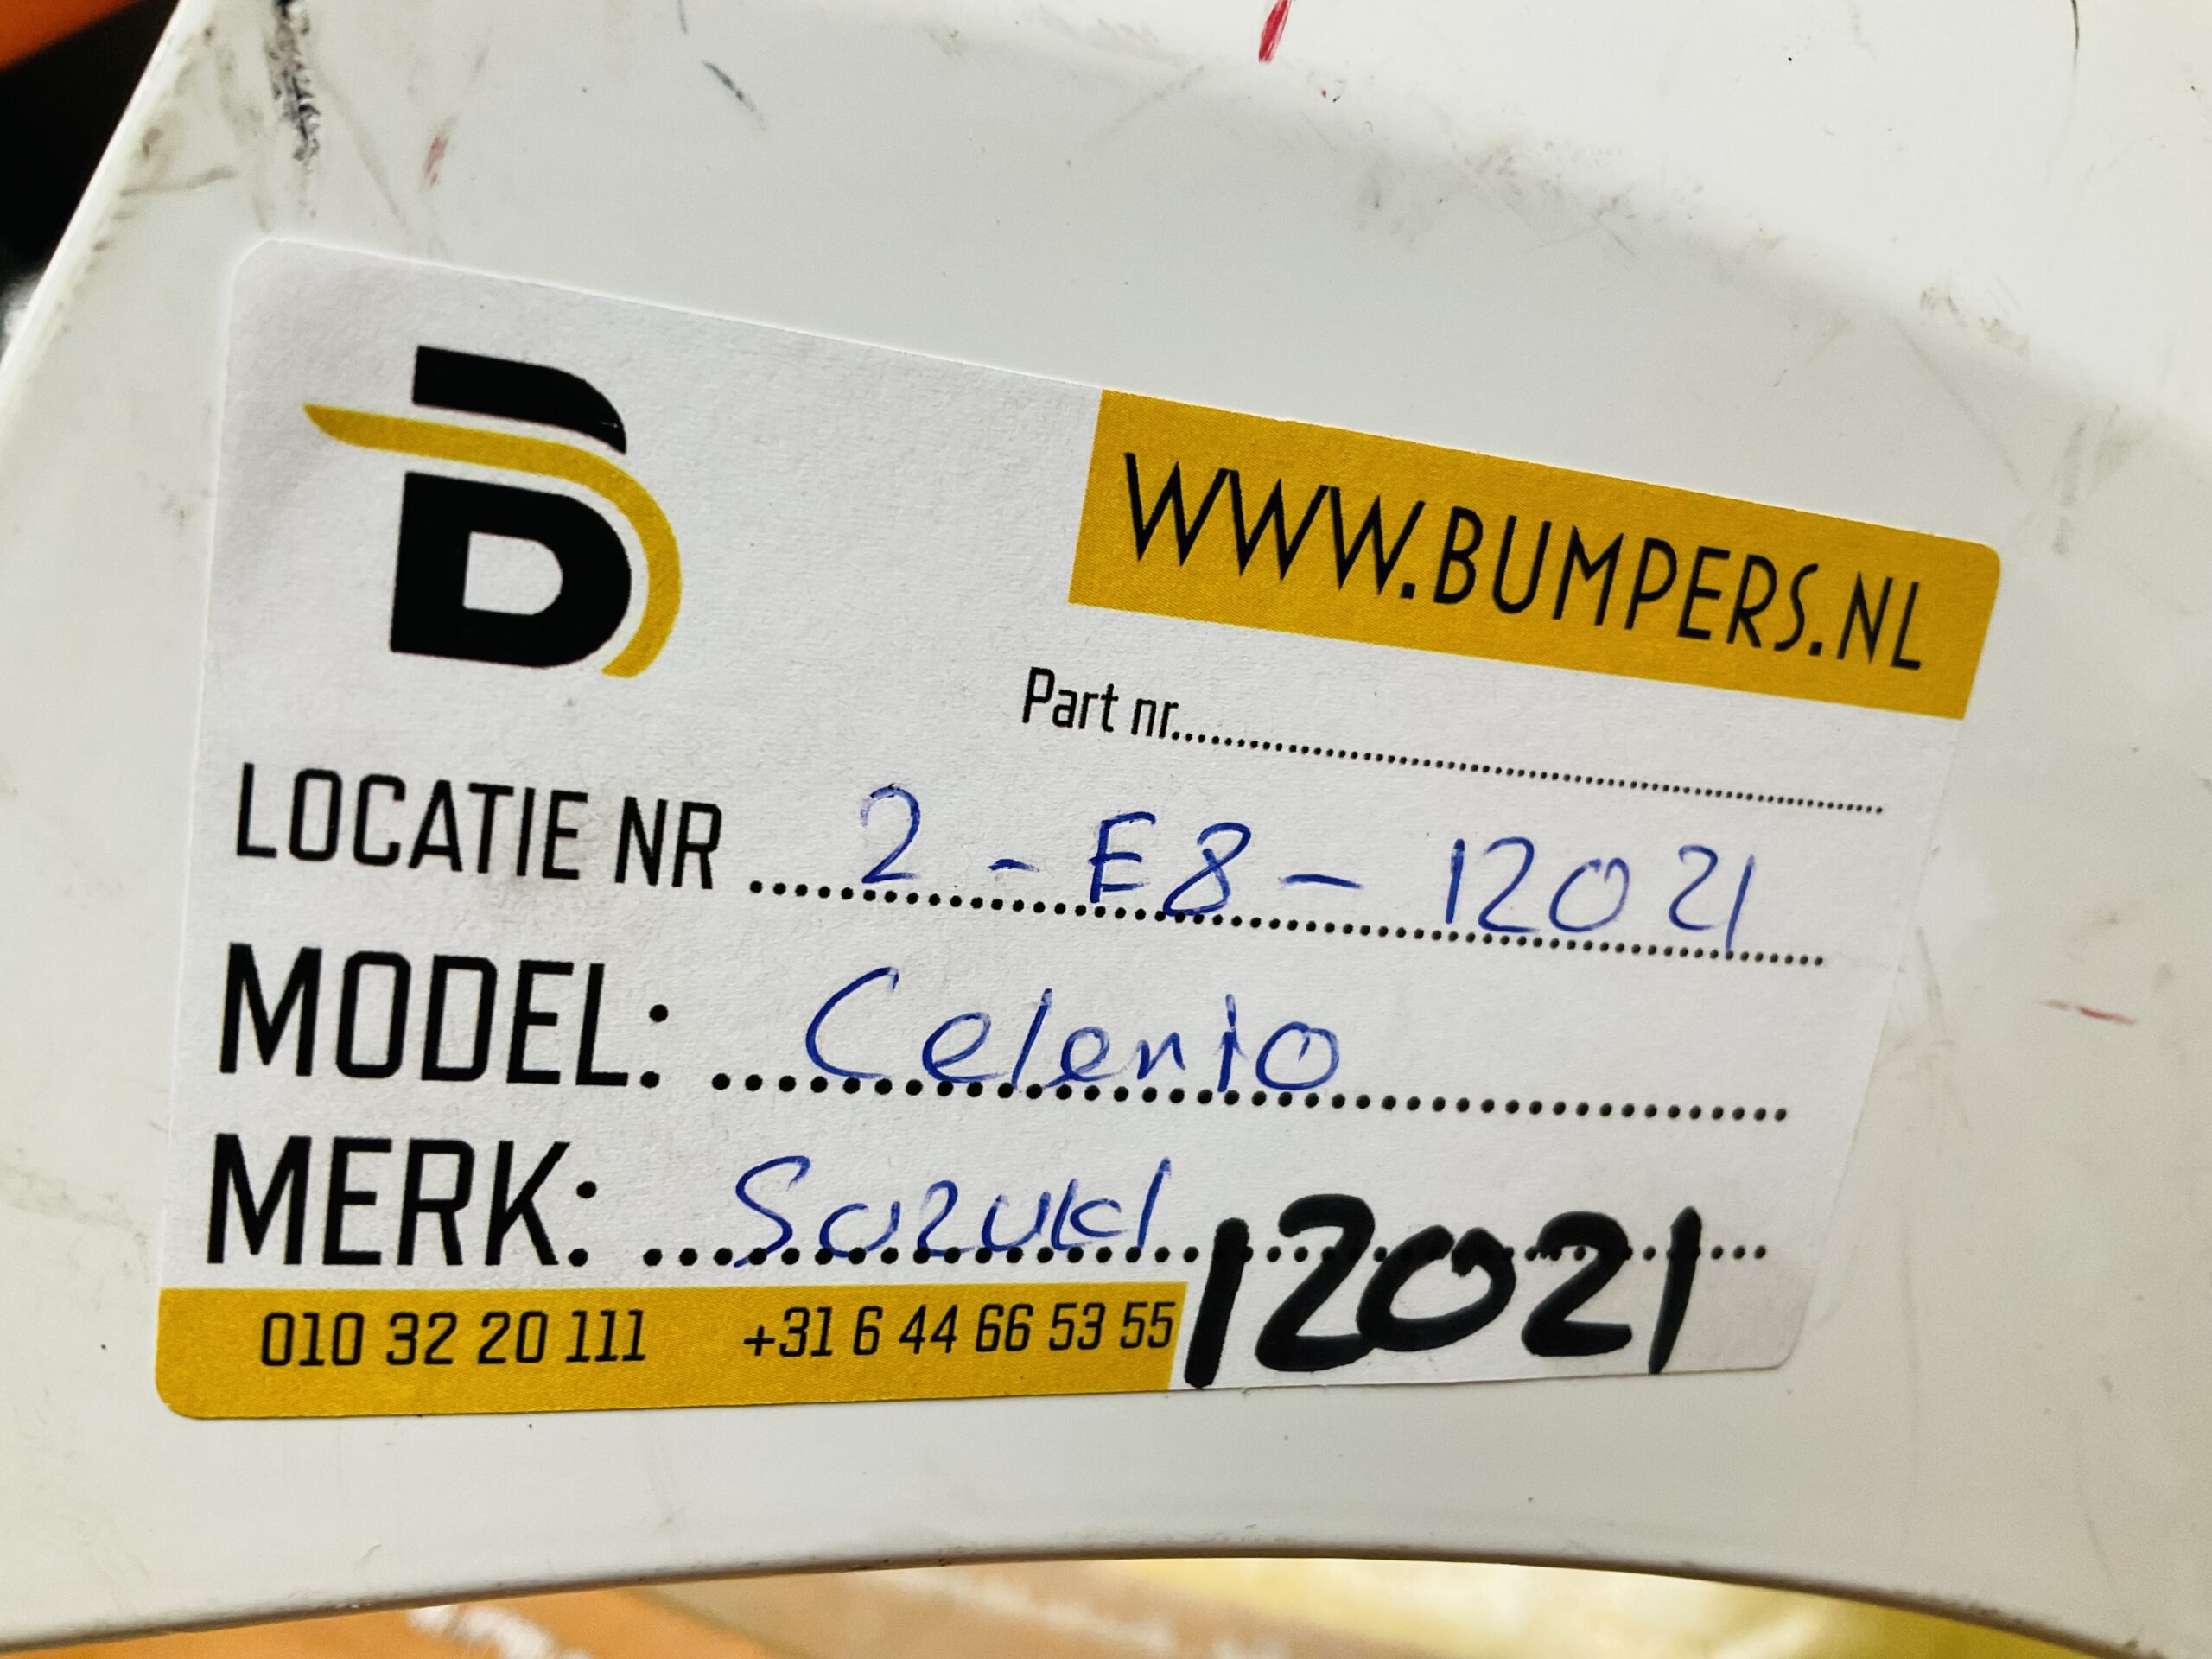 B
WWW.BUMPERS.NL
Part nr......................................................
LOCATIE NR ..... 2 - E8 - 12021
MODEL: ... Celenio
MERK: ... Suzuki
12021
010 32 20 111 +31 6 44 66 53 55